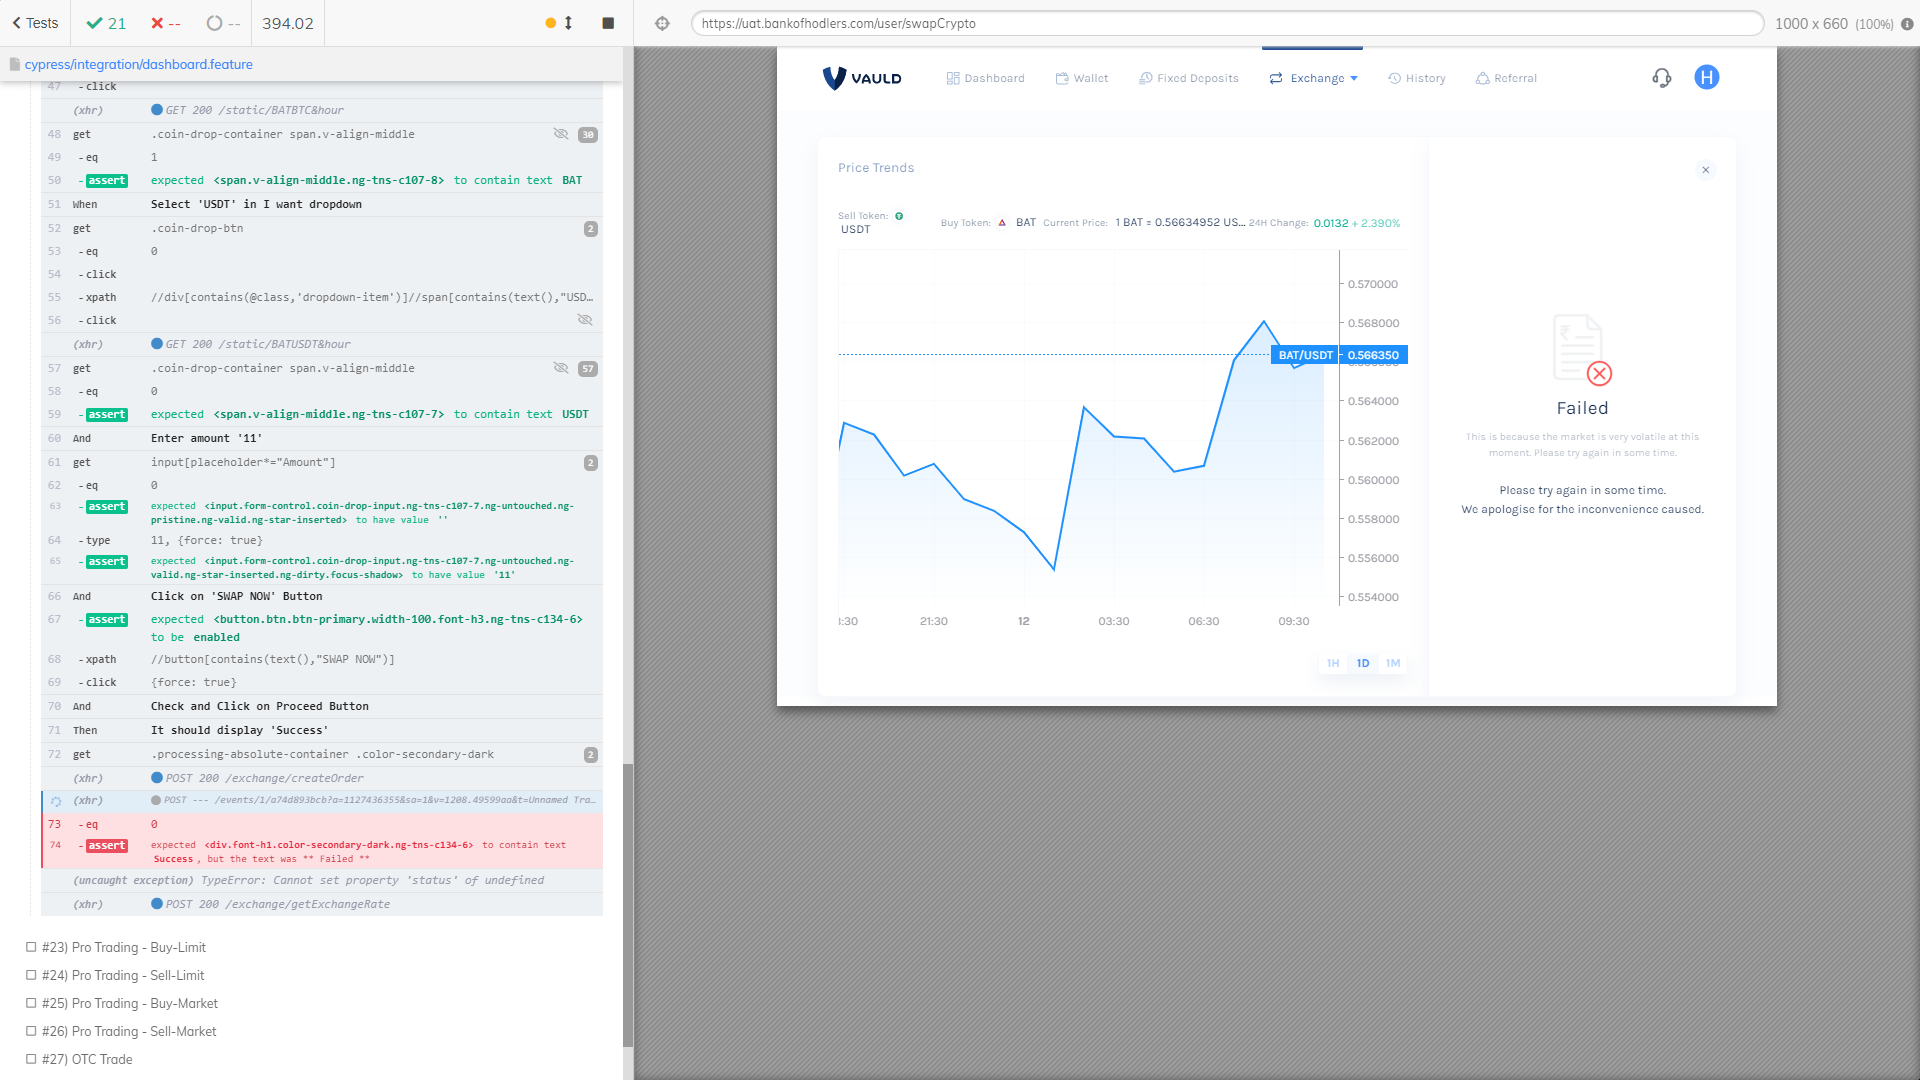 Tests
21
--
--
394.02
cypress/integration/dashboard.feature
47 -click
(xhr) GET 200 /static/BATBTC&hour
48 get .coin-drop-container span.v-align-middle 30
49 -eq 1
50 -assert expected <span.v-align-middle.ng-tns-c107-8> to contain text BAT
51 When Select 'USDT' in I want dropdown
52 get .coin-drop-btn 2
53 -eq 0
54 -click
55 -xpath //div[contains(@class,'dropdown-item')]//span[contains(text(),"USD…
56 -click
(xhr) GET 200 /static/BATUSDT&hour
57 get .coin-drop-container span.v-align-middle 57
58 -eq 0
59 -assert expected <span.v-align-middle.ng-tns-c107-7> to contain text USDT
60 And Enter amount '11'
61 get input[placeholder*="Amount"] 2
62 -eq 0
63 -assert expected <input.form-control.coin-drop-input.ng-tns-c107-7.ng-untouched.ng-
pristine.ng-valid.ng-star-inserted> to have value ''
64 -type 11, {force: true}
65 -assert expected <input.form-control.coin-drop-input.ng-tns-c107-7.ng-untouched.ng-
valid.ng-star-inserted.ng-dirty.focus-shadow> to have value '11'
66 And Click on 'SWAP NOW' Button
67 -assert expected <button.btn.btn-primary.width-100.font-h3.ng-tns-c134-6>
to be enabled
68 -xpath //button[contains(text(),"SWAP NOW")]
69 -click {force: true}
70 And Check and Click on Proceed Button
71 Then It should display 'Success'
72 get .processing-absolute-container .color-secondary-dark 2
(xhr) POST 200 /exchange/createOrder
(xhr) POST --- /events/1/a74d893bcb?a=1127436355&sa=1&v=1208.49599aa&t=Unnamed Tra…
73 -eq 0
74 -assert expected <div.font-h1.color-secondary-dark.ng-tns-c134-6> to contain text
Success, but the text was ** Failed **
(uncaught exception) TypeError: Cannot set property 'status' of undefined
(xhr) POST 200 /exchange/getExchangeRate
#23) Pro Trading - Buy-Limit
#24) Pro Trading - Sell-Limit
#25) Pro Trading - Buy-Market
#26) Pro Trading - Sell-Market
#27) OTC Trade
https://uat.bankofhodlers.com/user/swapCrypto
1000 x 660 (100%)
VAULD
Dashboard
Wallet
Fixed Deposits
Exchange
History
Referral
H
Price Trends
Sell Token:
USDT
Buy Token: BAT
Current Price: 1 BAT = 0.56634952 US...
24H Change: 0.0132 + 2.390%
0.570000
0.568000
BAT/USDT 0.566350
0.564000
0.562000
0.560000
0.558000
0.556000
0.554000
:30 21:30 12 03:30 06:30 09:30
1H 1D 1M
Failed
This is because the market is very volatile at this
moment. Please try again in some time.
Please try again in some time.
We apologise for the inconvenience caused.